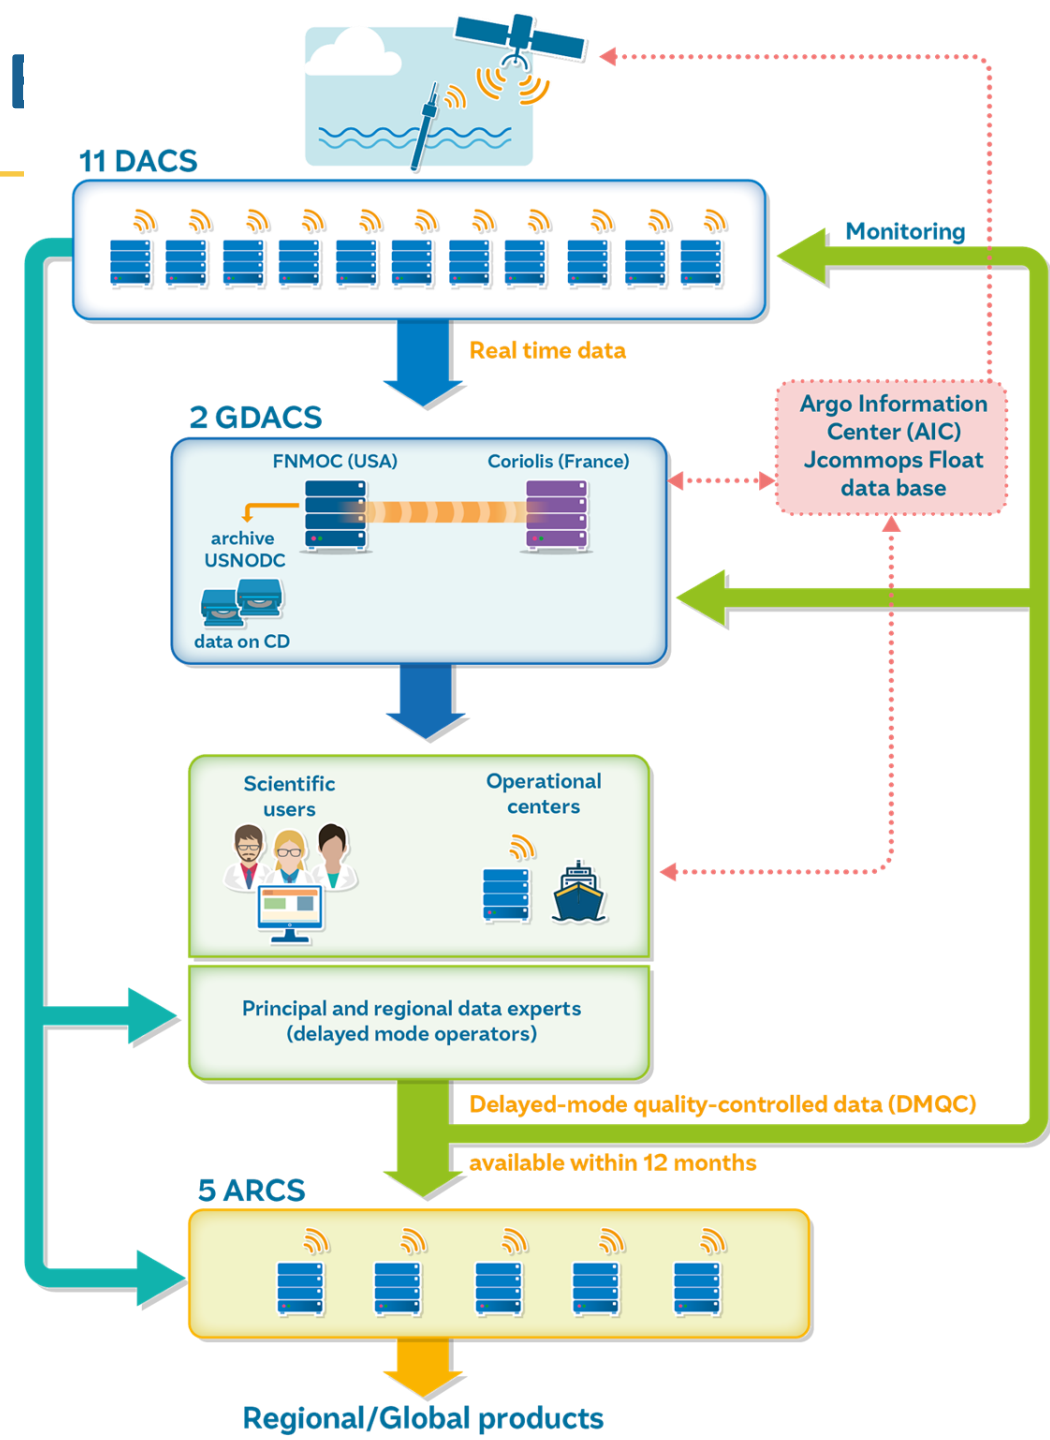 11 DACS
Monitoring
Real time data
2 GDACS
FNMOC (USA)
Coriolis (France)
archive
USNODC
data on CD
Argo Information
Center (AIC)
Jcommops Float
data base
Scientific
users
Operational
centers
Principal and regional data experts
(delayed mode operators)
Delayed-mode quality-controlled data (DMQC)
available within 12 months
5 ARCS
Regional/Global products